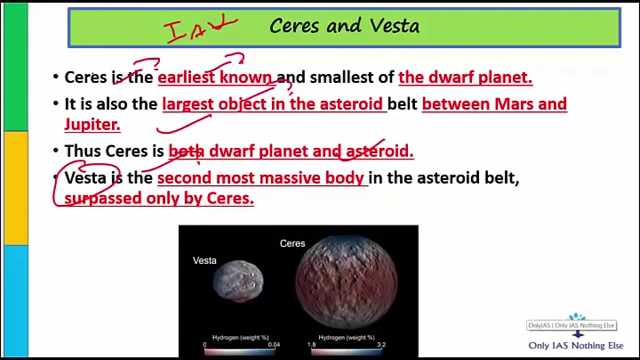 IAU
Ceres and Vesta
• Ceres is the earliest known and smallest of the dwarf planet.
• It is also the largest object in the asteroid belt between Mars and
Jupiter.
• Thus Ceres is both dwarf planet and asteroid.
• Vesta is the second most massive body in the asteroid belt,
surpassed only by Ceres.
Ceres
Vesta
Hydrogen (weight %) Hydrogen (weight %)
0 0.04 1.8 3.2
OnlyIAS | Only IAS Nothing Else
Only IAS Nothing Else